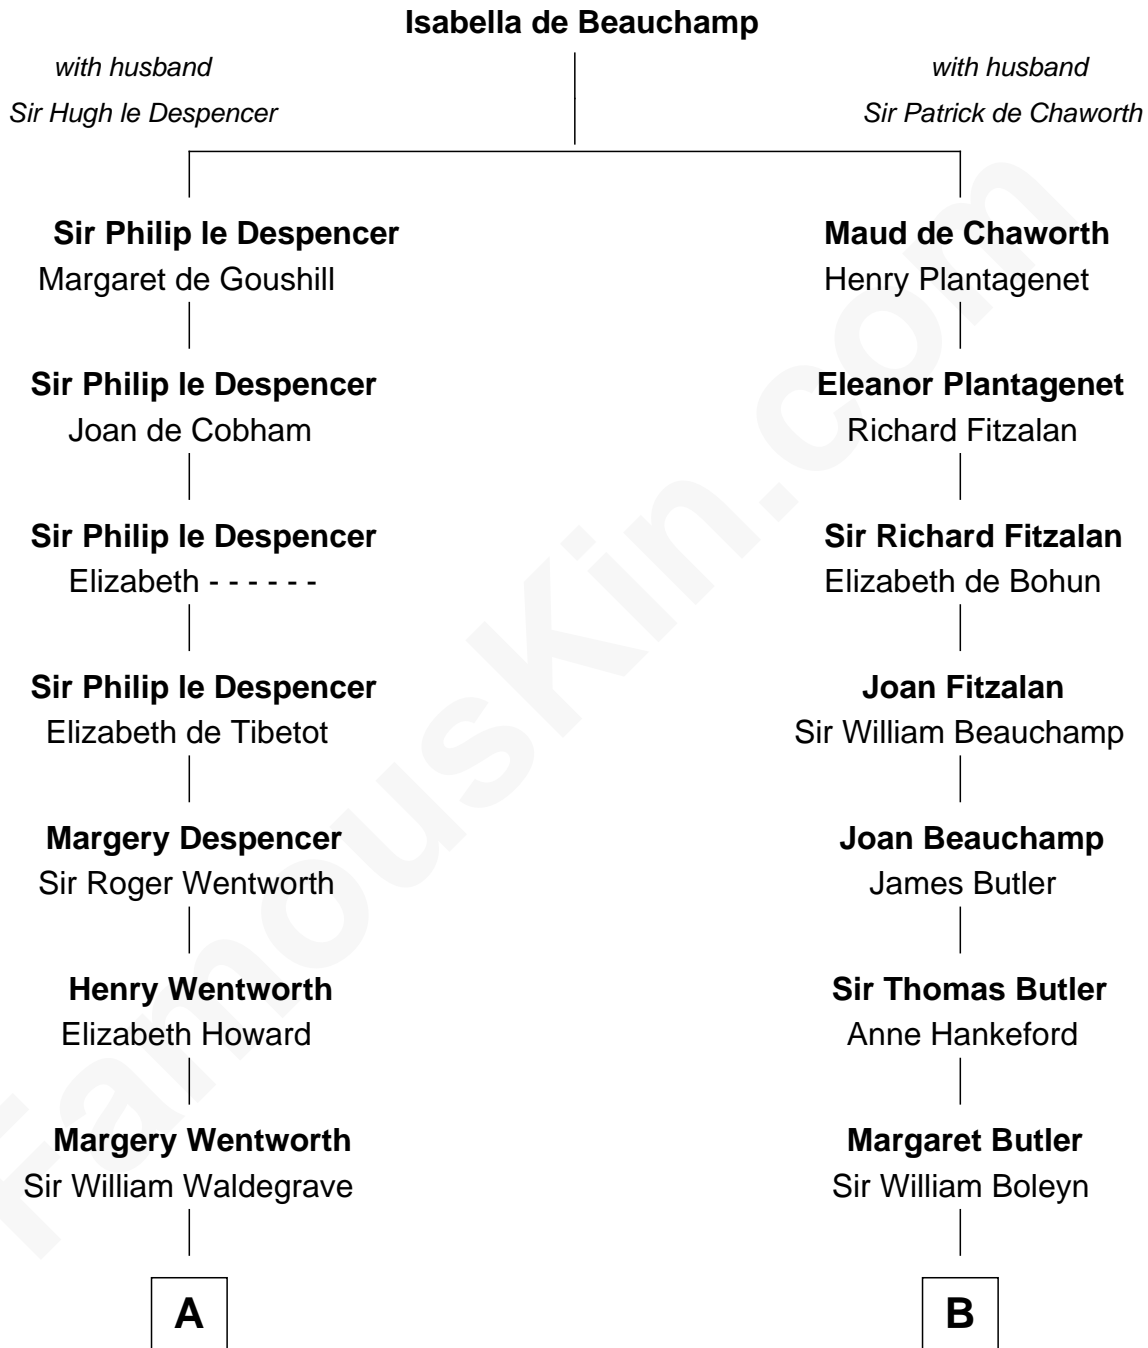 Isabella de Beauchamp
with husband
Sir Hugh le Despencer
with husband
Sir Patrick de Chaworth
Sir Philip le Despencer
Margaret de Goushill
Maud de Chaworth
Henry Plantagenet
Sir Philip le Despencer
Joan de Cobham
Eleanor Plantagenet
Richard Fitzalan
Sir Philip le Despencer
Elizabeth - - - - - -
Sir Richard Fitzalan
Elizabeth de Bohun
Sir Philip le Despencer
Elizabeth de Tibetot
Joan Fitzalan
Sir William Beauchamp
Margery Despencer
Sir Roger Wentworth
Joan Beauchamp
James Butler
Henry Wentworth
Elizabeth Howard
Sir Thomas Butler
Anne Hankeford
Margery Wentworth
Sir William Waldegrave
Margaret Butler
Sir William Boleyn
A
B
FamousKin.com